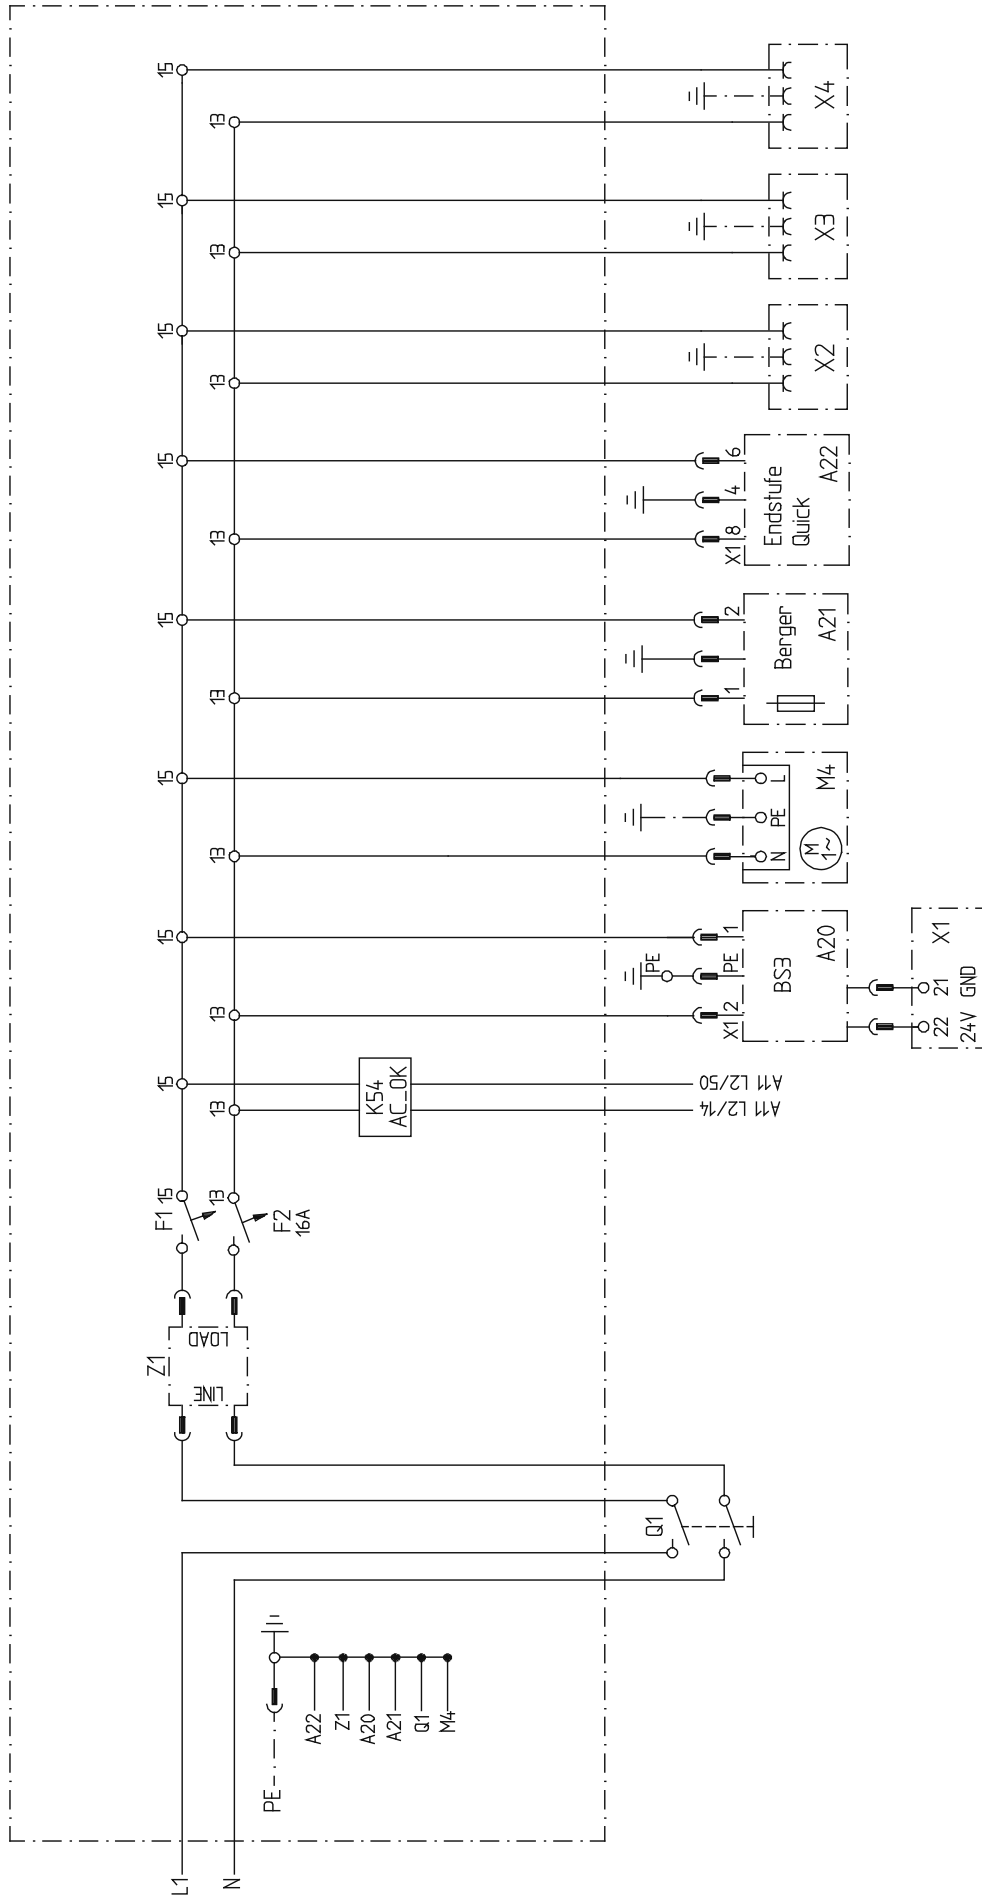 L1
N
PE
A22
Z1
A20
A21
Q1
M4
Q1
Z1
LINE
LOAD
F1
15
13
F2
16A
15
13
K54
AC_OK
A11 L2/50
A11 L2/14
13
15
X1
2
PE
PE
1
BS3
A20
22
21
24V
GND
X1
13
15
N
PE
L
M
1~
M4
13
15
1
2
Berger
A21
13
15
X1
8
4
6
Endstufe
Quick
A22
13
15
X2
13
15
X3
13
15
X4